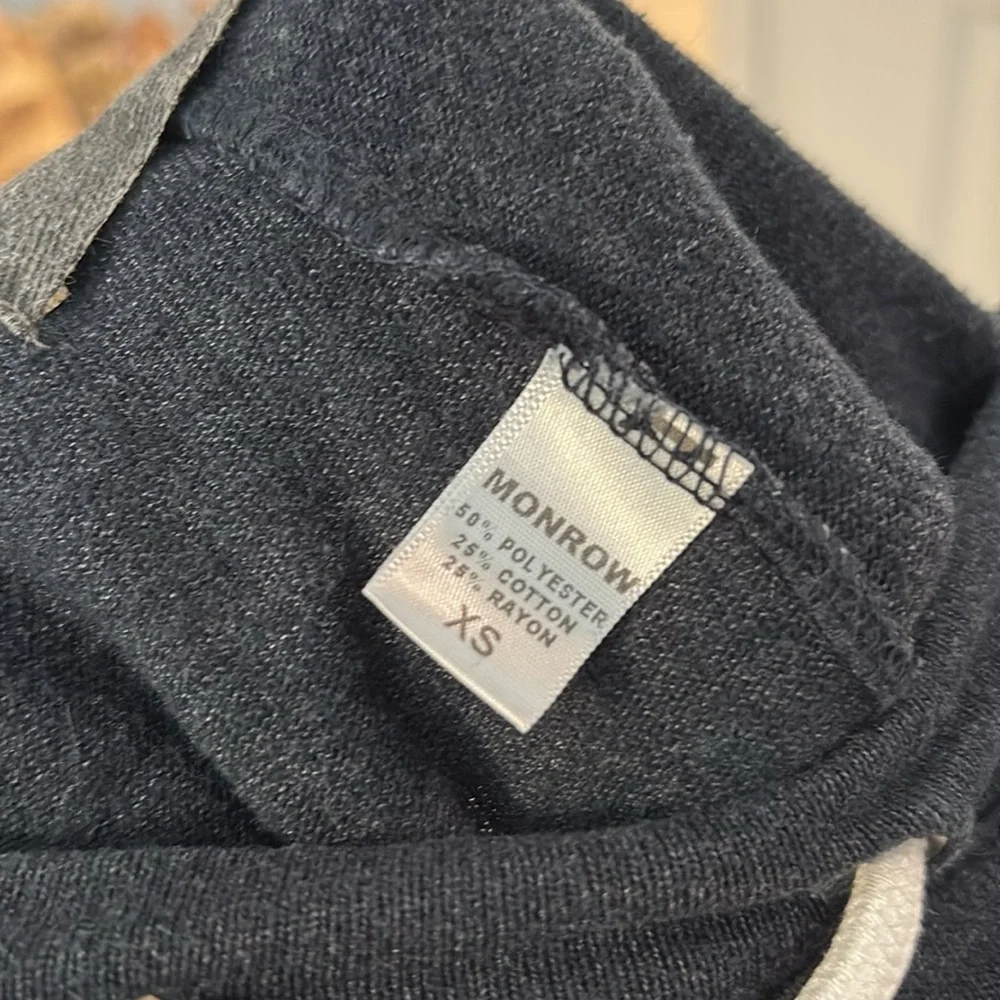 MONROW
50% POLYESTER
25% COTTON
25% RAYON
XS